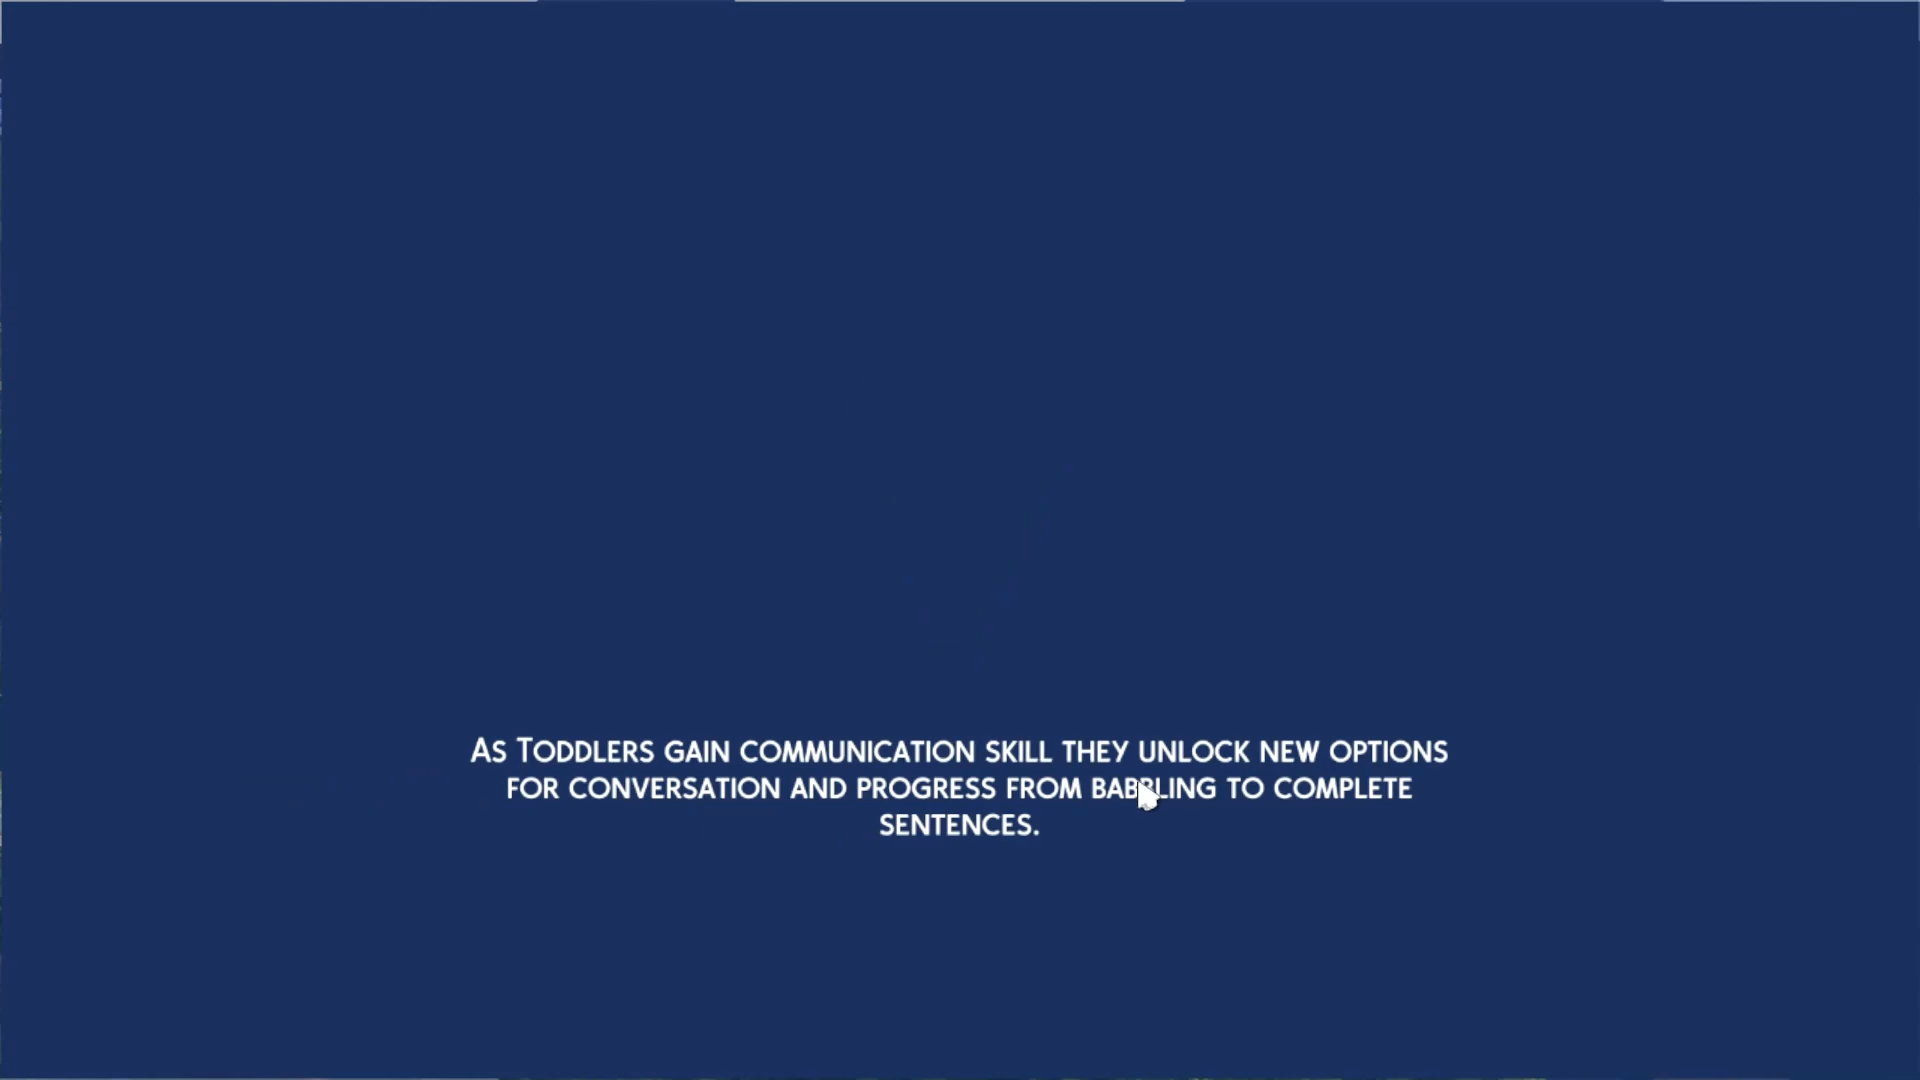 As Toddlers gain communication skill they unlock new options
for conversation and progress from babbling to complete
sentences.